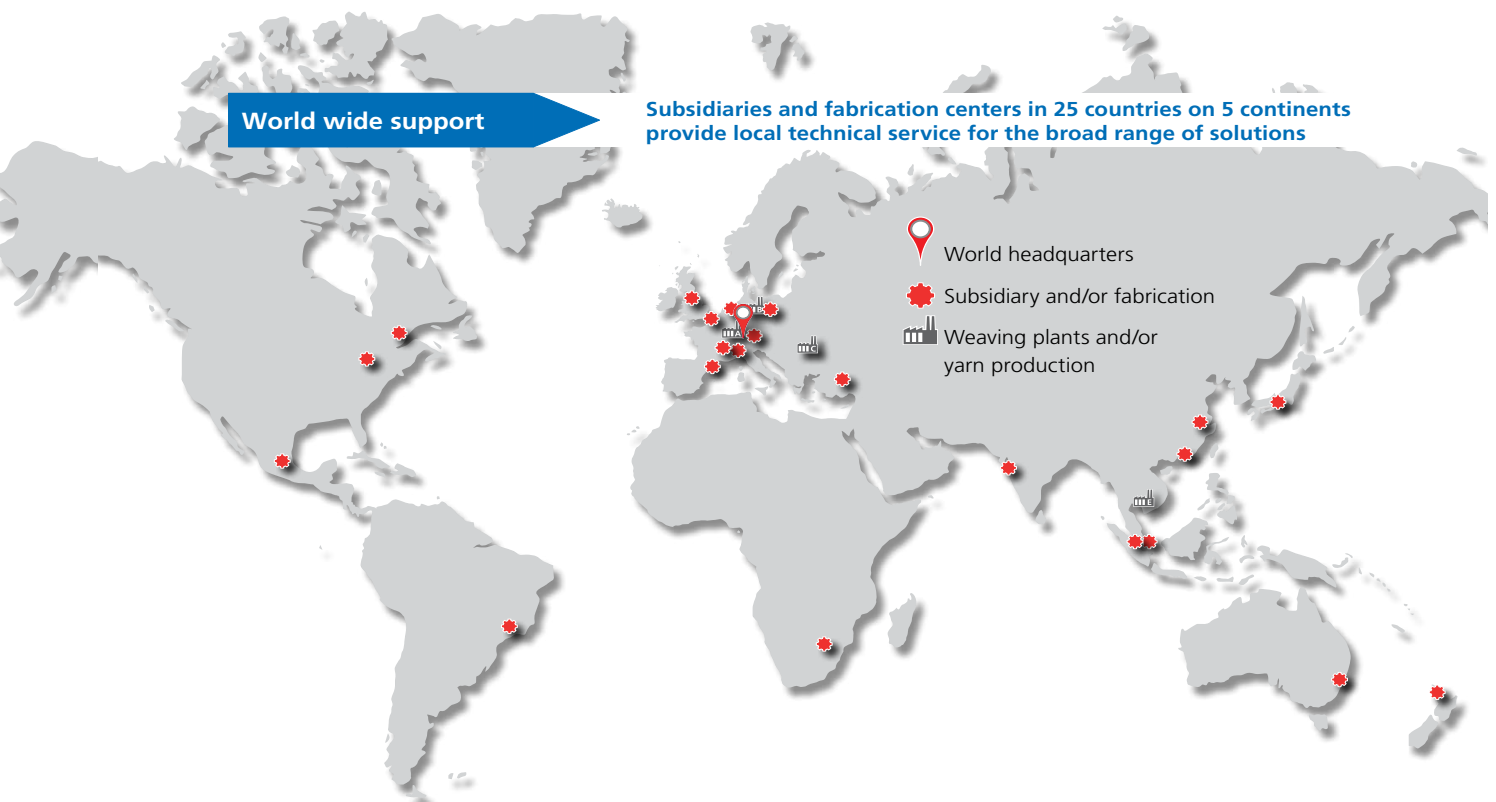 World wide support
Subsidiaries and fabrication centers in 25 countries on 5 continents
provide local technical service for the broad range of solutions
World headquarters
Subsidiary and/or fabrication
Weaving plants and/or
yarn production
B
A
C
E